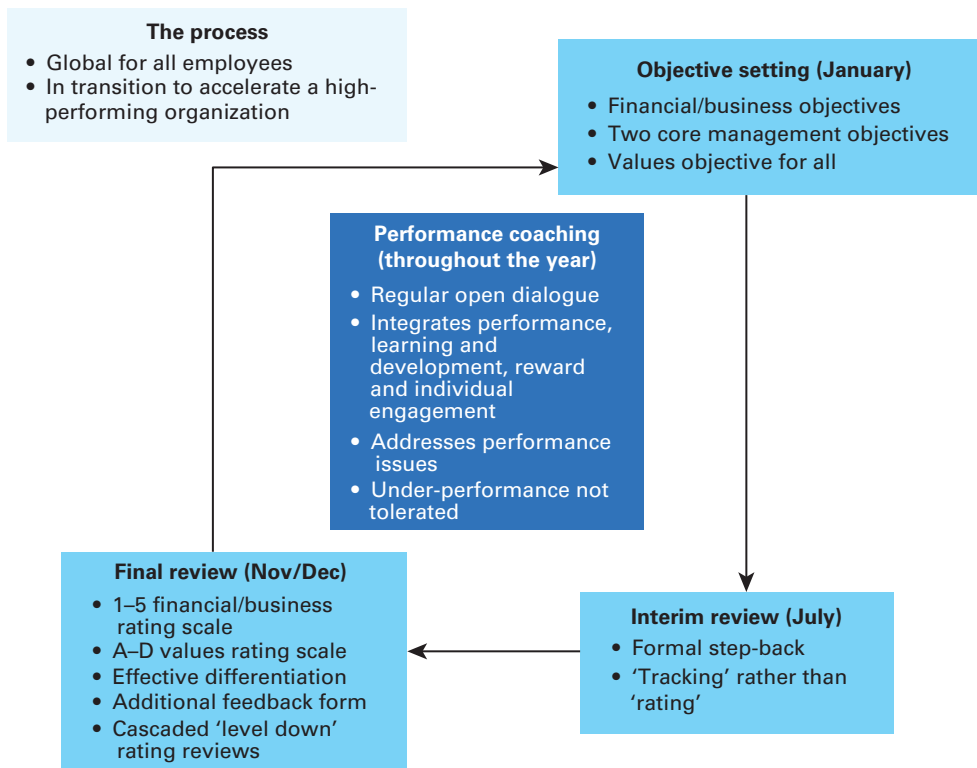 The process
• Global for all employees
• In transition to accelerate a high-
performing organization
Objective setting (January)
• Financial/business objectives
• Two core management objectives
• Values objective for all
Performance coaching
(throughout the year)
• Regular open dialogue
• Integrates performance,
learning and
development, reward
and individual
engagement
• Addresses performance
issues
• Under-performance not
tolerated
Final review (Nov/Dec)
• 1–5 financial/business
rating scale
• A–D values rating scale
• Effective differentiation
• Additional feedback form
• Cascaded ‘level down’
rating reviews
Interim review (July)
• Formal step-back
• ‘Tracking’ rather than
‘rating’